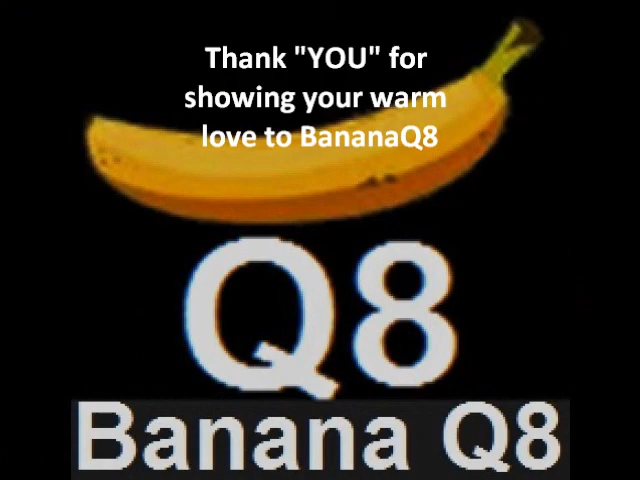 Thank "YOU" for
showing your warm
love to BananaQ8
Q8
Banana Q8